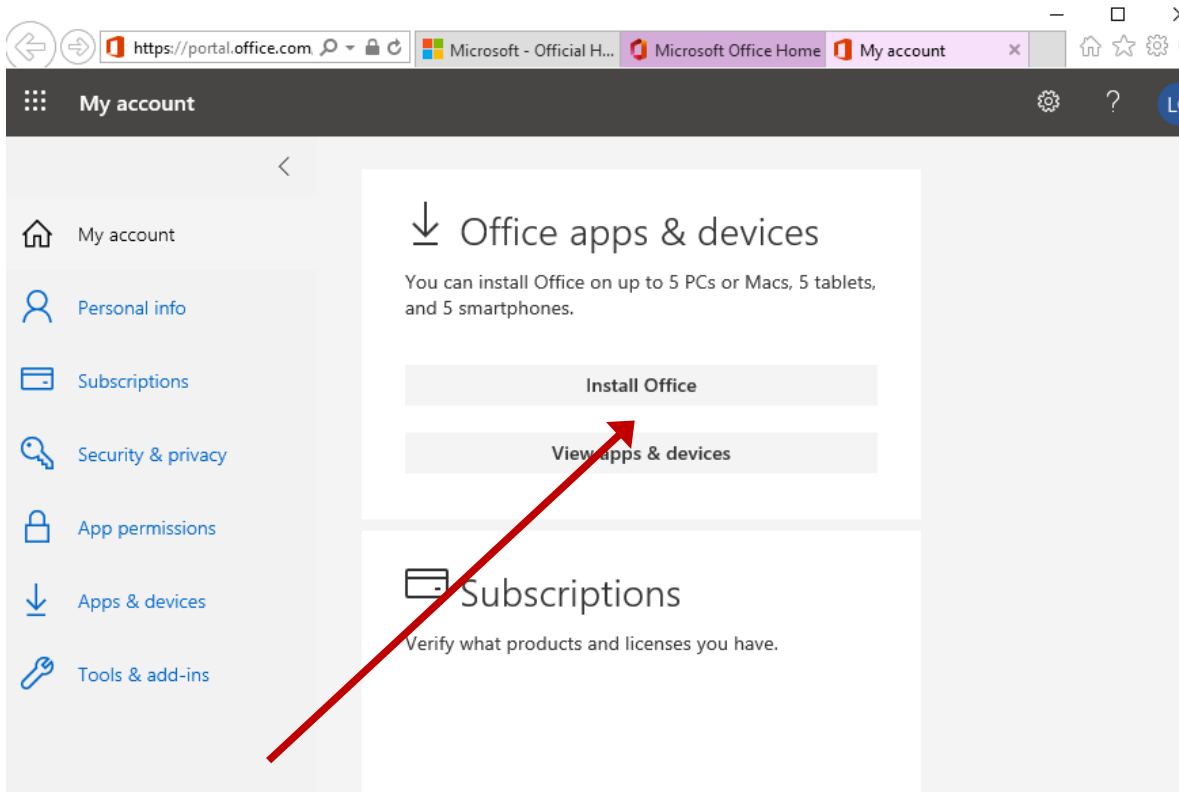 https://portal.office.com
Microsoft - Official H...
Microsoft Office Home
My account
My account
My account
Personal info
Subscriptions
Security & privacy
App permissions
Apps & devices
Tools & add-ins
Office apps & devices
You can install Office on up to 5 PCs or Macs, 5 tablets,
and 5 smartphones.
Install Office
View apps & devices
Subscriptions
Verify what products and licenses you have.